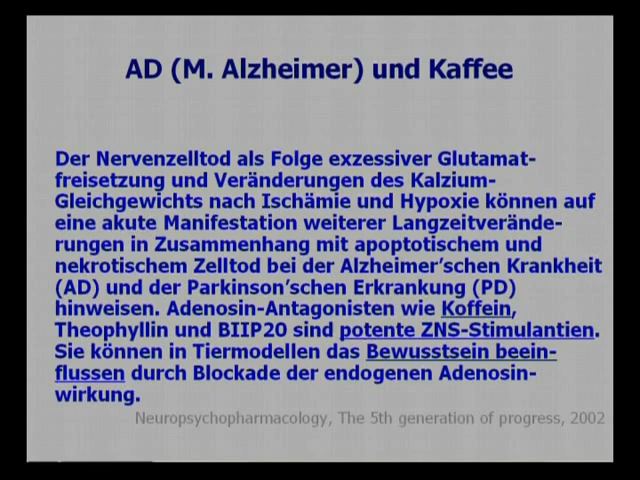 AD (M. Alzheimer) und Kaffee
Der Nervenzelltod als Folge exzessiver Glutamat-
freisetzung und Veränderungen des Kalzium-
Gleichgewichts nach Ischämie und Hypoxie können auf
eine akute Manifestation weiterer Langzeitverände-
rungen in Zusammenhang mit apoptotischem und
nekrotischem Zelltod bei der Alzheimer’schen Krankheit
(AD) und der Parkinson’schen Erkrankung (PD)
hinweisen. Adenosin-Antagonisten wie Koffein,
Theophyllin und BIIP20 sind potente ZNS-Stimulantien.
Sie können in Tiermodellen das Bewusstsein beein-
flussen durch Blockade der endogenen Adenosin-
wirkung.
Neuropsychopharmacology, The 5th generation of progress, 2002